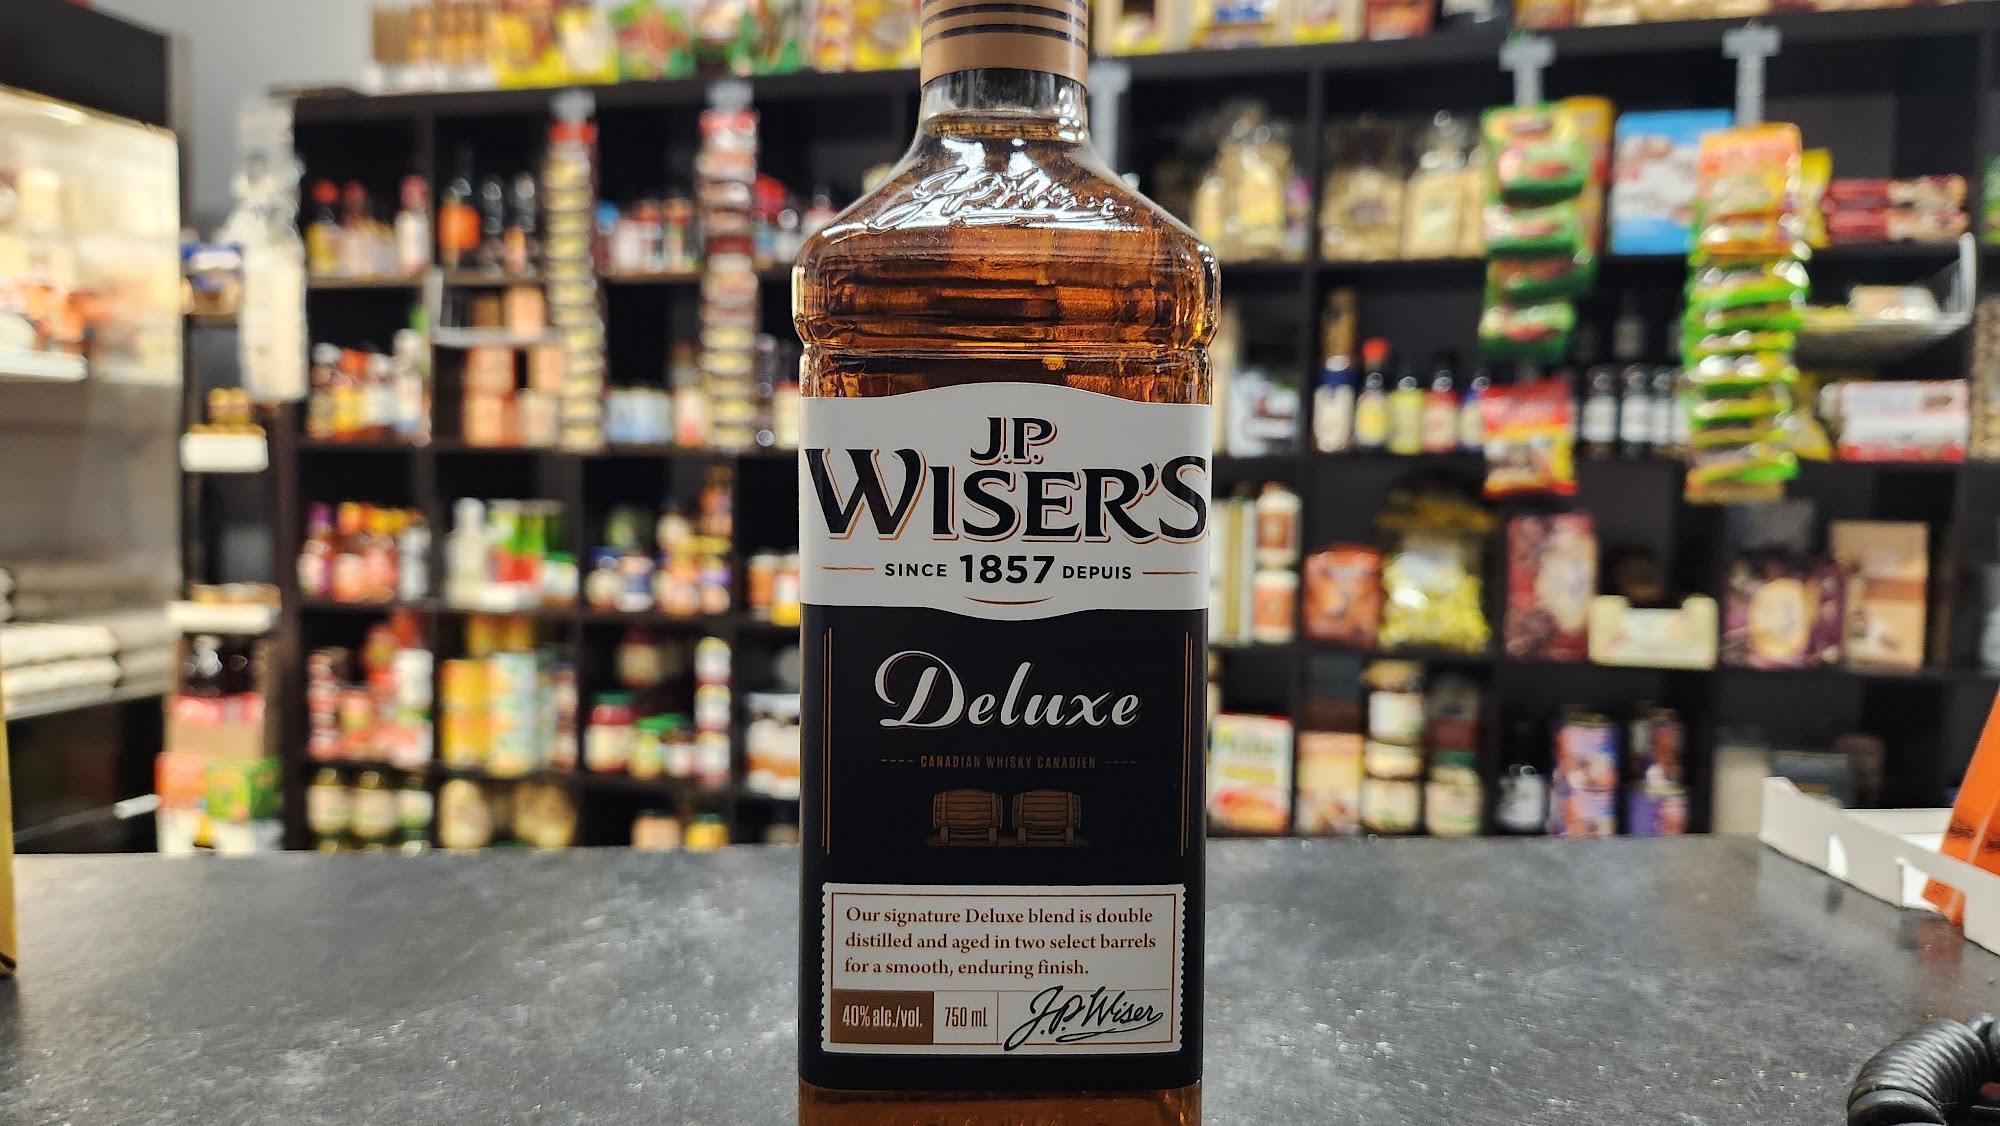 J.P.
WISER'S
SINCE 1857 DEPUIS
Deluxe
CANADIAN WHISKY CANADIEN
Our signature Deluxe blend is double
distilled and aged in two select barrels
for a smooth, enduring finish.
40% alc./vol. 750 mL J.P. Wiser